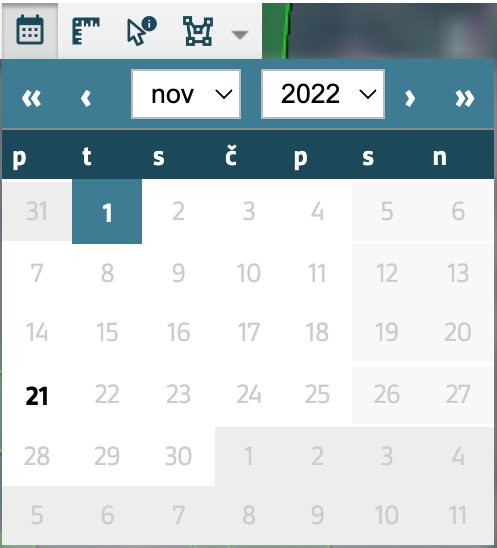 « ‹ nov 2022 › »
p t s č p s n
31 1 2 3 4 5 6
7 8 9 10 11 12 13
14 15 16 17 18 19 20
21 22 23 24 25 26 27
28 29 30 1 2 3 4
5 6 7 8 9 10 11